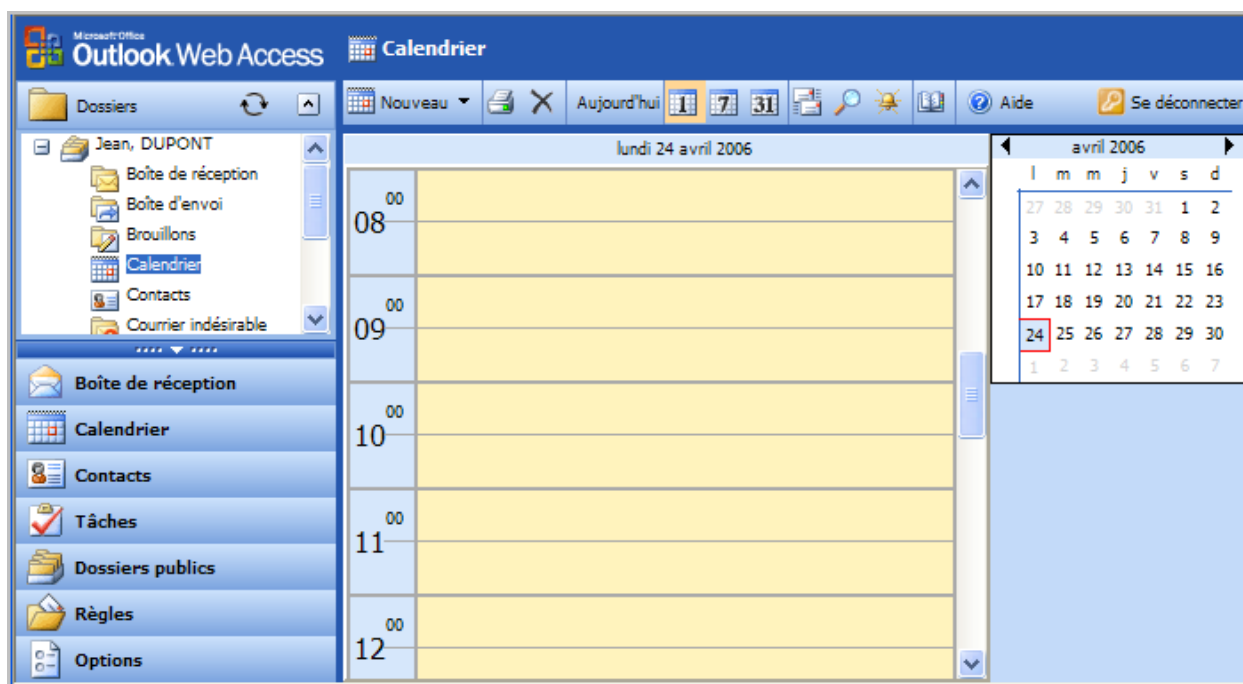 Microsoft Office
Outlook Web Access
Calendrier
Dossiers
Nouveau
Aujourd'hui 1 7 31
Aide
Se déconnecter
Jean, DUPONT
Boîte de réception
Boîte d'envoi
Brouillons
Calendrier
Contacts
Courrier indésirable
Boîte de réception
Calendrier
Contacts
Tâches
Dossiers publics
Règles
Options
lundi 24 avril 2006
08 00
09 00
10 00
11 00
12 00
avril 2006
l m m j v s d
27 28 29 30 31 1 2
3 4 5 6 7 8 9
10 11 12 13 14 15 16
17 18 19 20 21 22 23
24 25 26 27 28 29 30
1 2 3 4 5 6 7